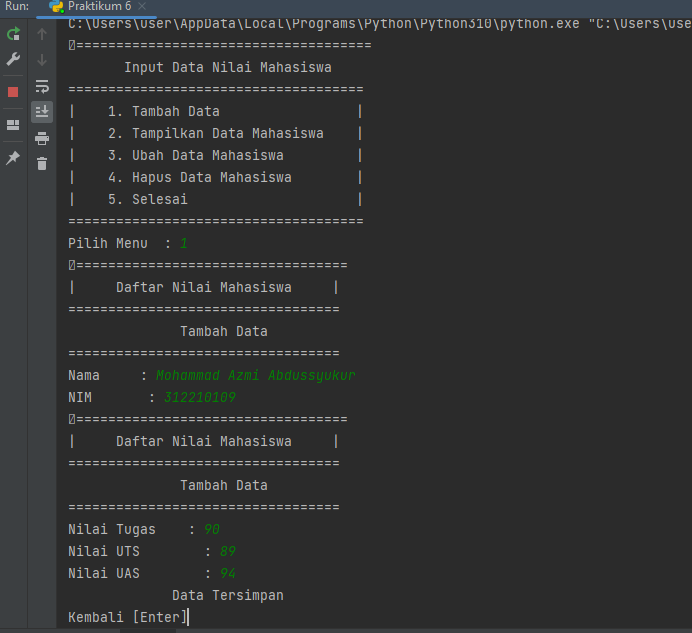 Run: Praktikum 6
C:\Users\User\AppData\Local\Programs\Python\Python310\python.exe "C:\Users\Use
=====================================
Input Data Nilai Mahasiswa
=====================================
| 1. Tambah Data |
| 2. Tampilkan Data Mahasiswa |
| 3. Ubah Data Mahasiswa |
| 4. Hapus Data Mahasiswa |
| 5. Selesai |
=====================================
Pilih Menu : 1
==================================
| Daftar Nilai Mahasiswa |
==================================
Tambah Data
==================================
Nama : Mohammad Azmi Abdussyukur
NIM : 312210109
==================================
| Daftar Nilai Mahasiswa |
==================================
Tambah Data
==================================
Nilai Tugas : 90
Nilai UTS : 89
Nilai UAS : 94
Data Tersimpan
Kembali [Enter]